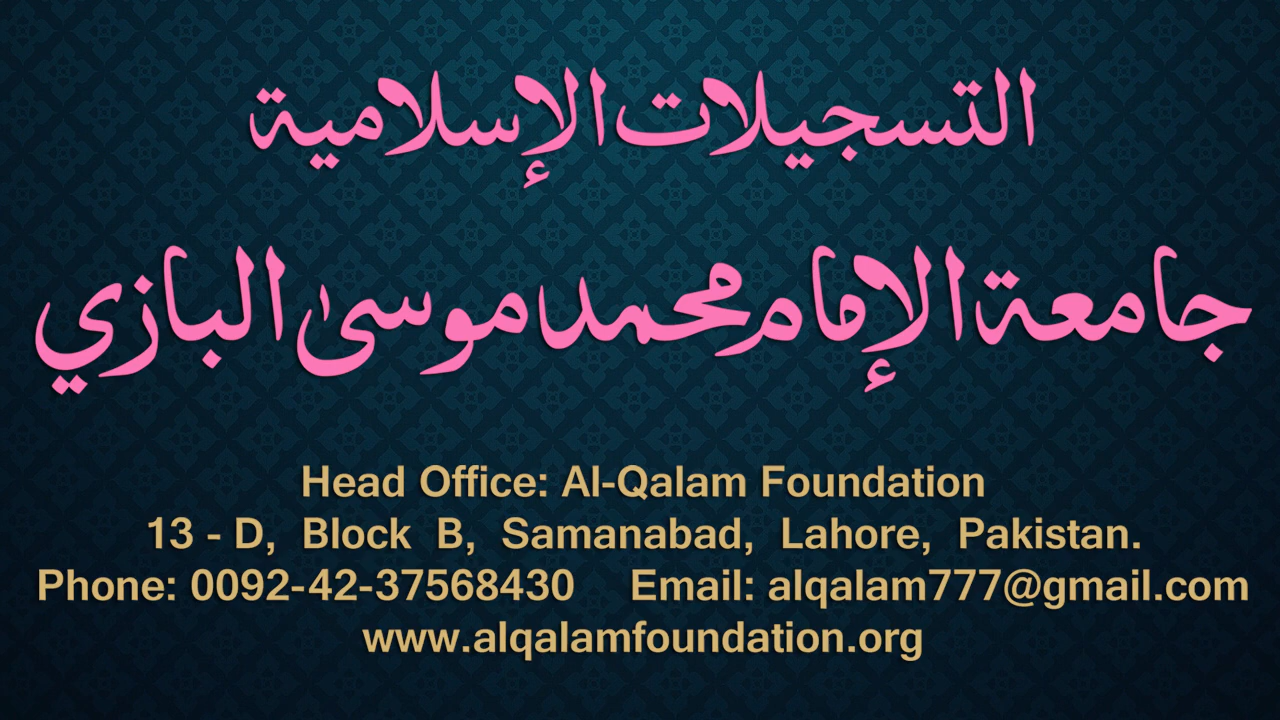 التسجيلات الإسلامية
جامعة الإمام محمد موسىٰ البازي
Head Office: Al-Qalam Foundation
13 - D, Block B, Samanabad, Lahore, Pakistan.
Phone: 0092-42-37568430 Email: alqalam777@gmail.com
www.alqalamfoundation.org